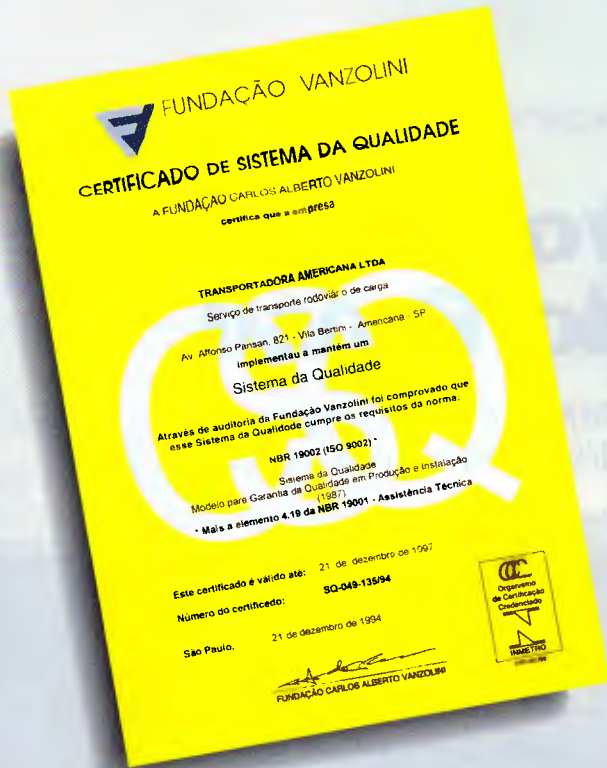 FUNDAÇÃO VANZOLINI
CERTIFICADO DE SISTEMA DA QUALIDADE
A FUNDAÇÃO CARLOS ALBERTO VANZOLINI
certifica que a empresa
TRANSPORTADORA AMERICANA LTDA
Serviço de transporte rodoviário de carga
Av. Affonso Pansan, 821 - Vila Bertini - Americana - SP
implementou e mantém um
Sistema da Qualidade
Através de auditoria da Fundação Vanzolini foi comprovado que
esse Sistema da Qualidade cumpre os requisitos da norma:
NBR 19002 (ISO 9002) *
Sistema da Qualidade
Modelo para Garantia da Qualidade em Produção e Instalação
(1987)
* Mais o elemento 4.19 da NBR 19001 - Assistência Técnica
Este certificado é válido até: 21 de dezembro de 1997
Número do certificado: SQ-049-135/94
São Paulo, 21 de dezembro de 1994
FUNDAÇÃO CARLOS ALBERTO VANZOLINI
Organismo
de Certificação
Credenciado
INMETRO